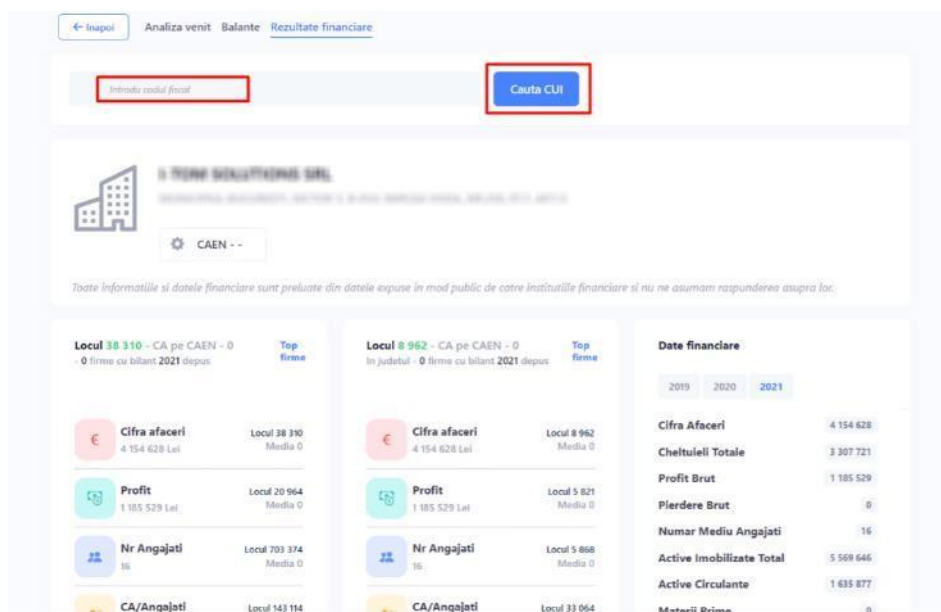 ← Inapoi Analiza venit Balante Rezultate financiare
Introdu codul fiscal Cauta CUI
SOLUTIONS SRL
CAEN - -
Toate informatiile si datele financiare sunt preluate din datele expuse in mod public de catre institutiile financiare si nu ne asumam raspunderea asupra lor.
Locul 38 310 - CA pe CAEN - 0 Top
- 0 firme cu bilant 2021 depus firme
€ Cifra afaceri Locul 38 310
4 154 628 Lei Media 0
Profit Locul 20 964
1 185 529 Lei Media 0
Nr Angajati Locul 703 374
16 Media 0
CA/Angajati Locul 143 114
Locul 8 962 - CA pe CAEN - 0 Top
In judetul - 0 firme cu bilant 2021 depus firme
€ Cifra afaceri Locul 8 962
4 154 628 Lei Media 0
Profit Locul 5 821
1 185 529 Lei Media 0
Nr Angajati Locul 5 868
16 Media 0
CA/Angajati Locul 33 064
Date financiare
2019 2020 2021
Cifra Afaceri 4 154 628
Cheltuieli Totale 3 307 721
Profit Brut 1 185 529
Pierdere Brut 0
Numar Mediu Angajati 16
Active Imobilizate Total 5 569 646
Active Circulante 1 635 877
Materii Prime 0